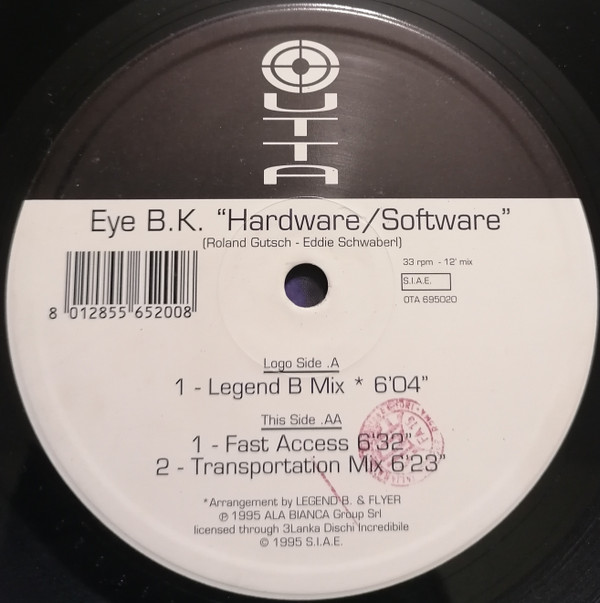 OUTTA
Eye B.K. “Hardware/Software”
(Roland Gutsch - Eddie Schwaberl)
33 rpm - 12' mix
S.I.A.E.
OTA 695020
8 012855 652008
Logo Side .A
1 - Legend B Mix * 6'04”
This Side .AA
1 - Fast Access 6'32”
2 - Transportation Mix 6'23”
*Arrangement by LEGEND B. & FLYER
℗ 1995 ALA BIANCA Group Srl
licensed through 3Lanka Dischi Incredibile
© 1995 S.I.A.E.